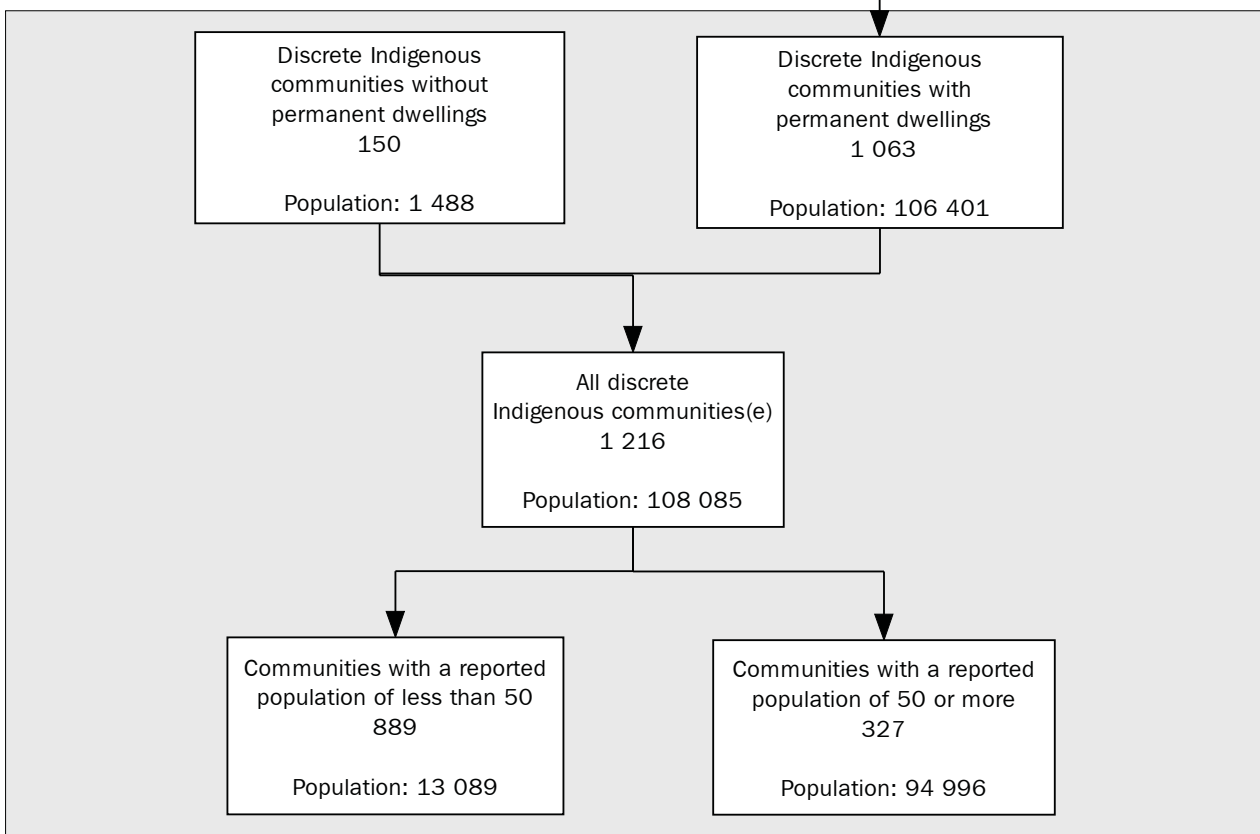 Discrete Indigenous
communities without
permanent dwellings
150
Population: 1 488
Discrete Indigenous
communities with
permanent dwellings
1 063
Population: 106 401
All discrete
Indigenous communities(e)
1 216
Population: 108 085
Communities with a reported
population of less than 50
889
Population: 13 089
Communities with a reported
population of 50 or more
327
Population: 94 996